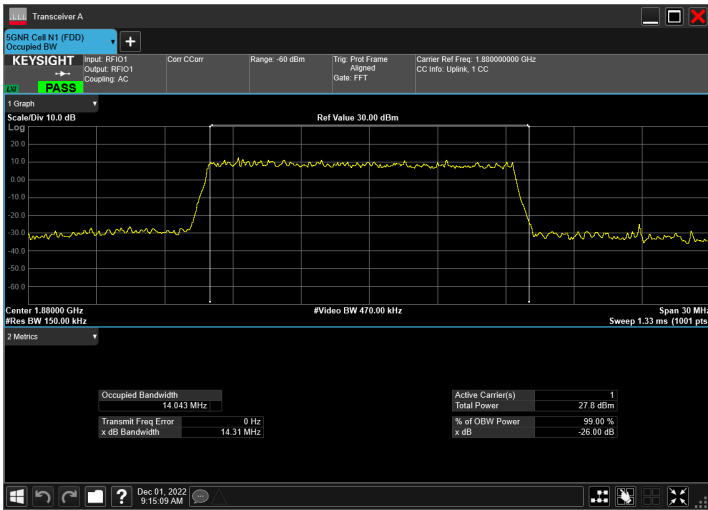 Transceiver A
5GNR Cell N1 (FDD)
Occupied BW
KEYSIGHT
LXI
PASS
Input: RFIO1
Output: RFIO1
Coupling: AC
Corr CCorr
Range: -60 dBm
Trig: Prot Frame
Aligned
Gate: FFT
Carrier Ref Freq: 1.880000000 GHz
CC Info: Uplink, 1 CC
1 Graph
Scale/Div 10.0 dB
Ref Value 30.00 dBm
Log
20.0
10.0
0.00
-10.0
-20.0
-30.0
-40.0
-50.0
-60.0
Center 1.88000 GHz
#Video BW 470.00 kHz
Span 30 MHz
#Res BW 150.00 kHz
Sweep 1.33 ms (1001 pts
2 Metrics
Occupied Bandwidth
14.043 MHz
Transmit Freq Error 0 Hz
x dB Bandwidth 14.31 MHz
Active Carrier(s) 1
Total Power 27.8 dBm
% of OBW Power 99.00 %
x dB -26.00 dB
?
Dec 01, 2022
9:15:09 AM